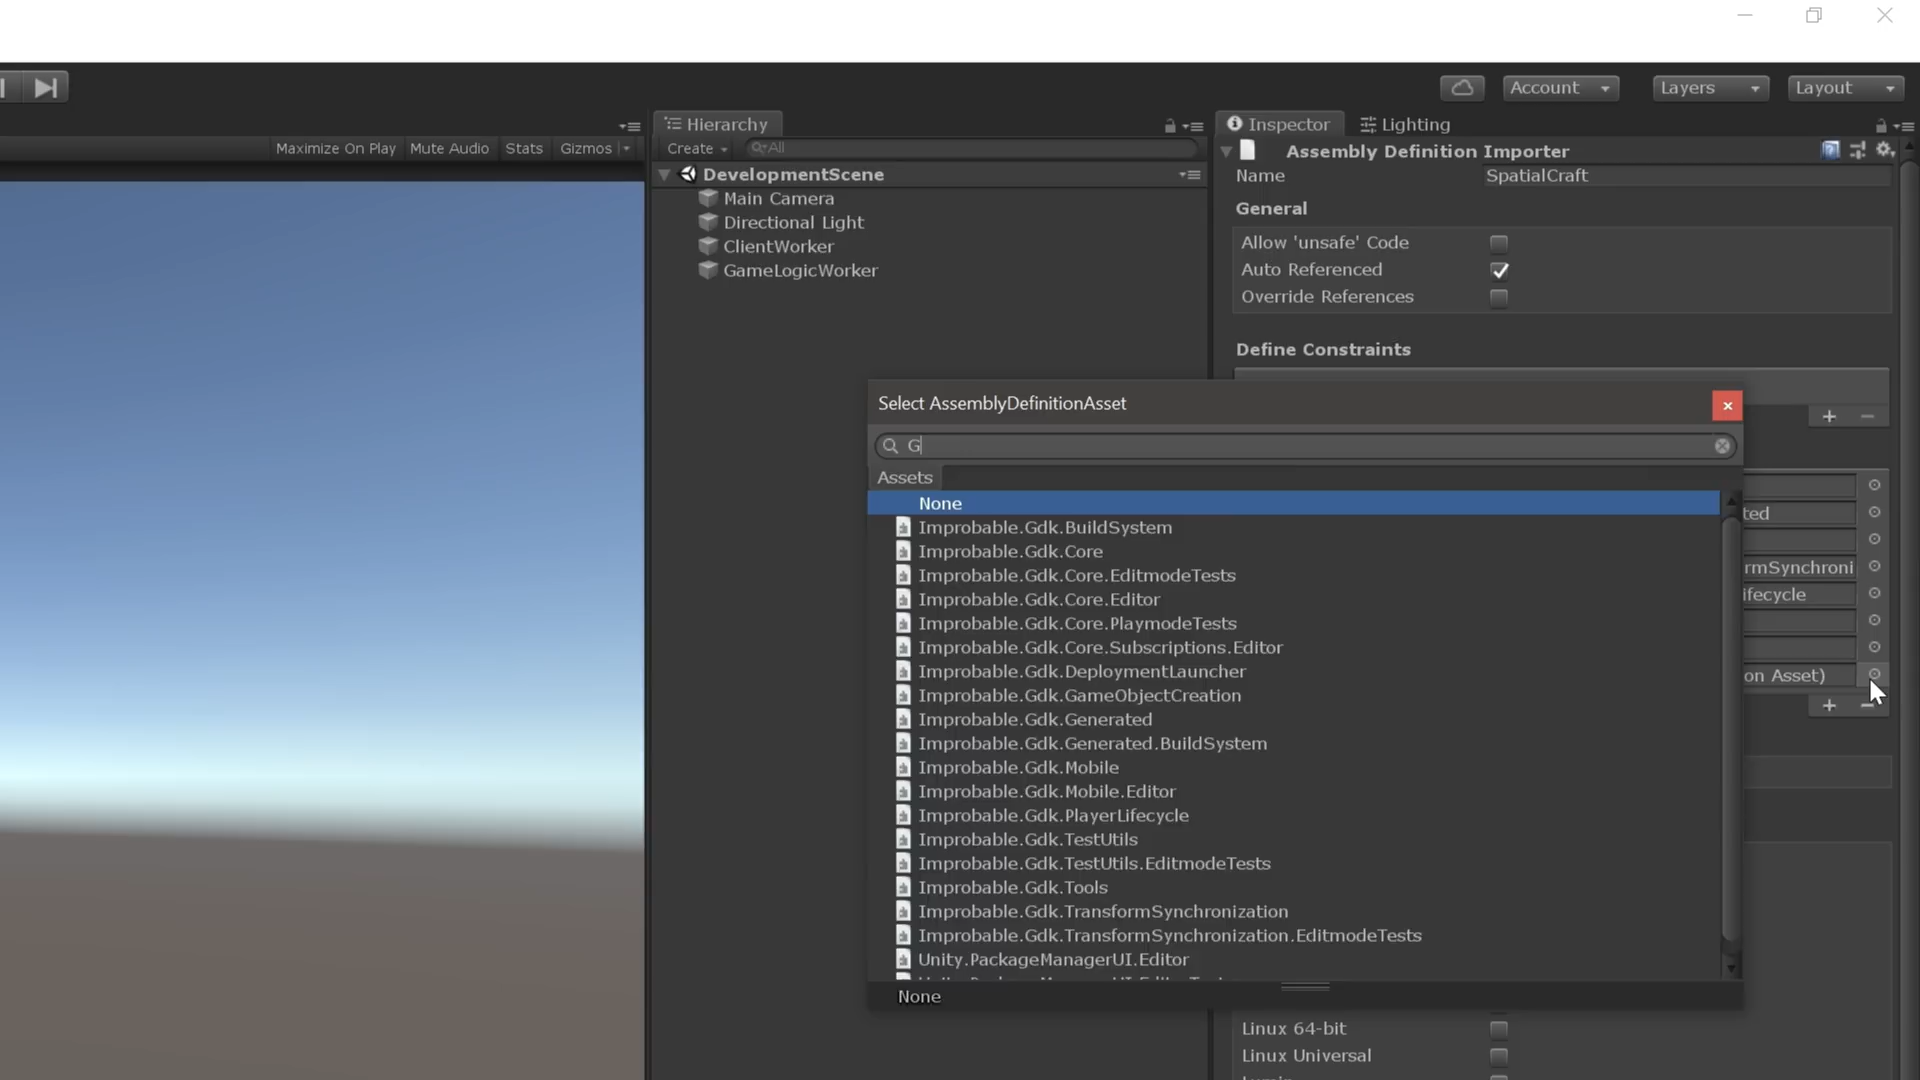 Account
Layers
Layout
Hierarchy
Inspector
Lighting
Maximize On Play
Mute Audio
Stats
Gizmos
Create
All
Assembly Definition Importer
DevelopmentScene
Name
SpatialCraft
Main Camera
General
Directional Light
Allow 'unsafe' Code
ClientWorker
Auto Referenced
GameLogicWorker
Override References
Define Constraints
Select AssemblyDefinitionAsset
G
Assets
None
Improbable.Gdk.BuildSystem
ted
Improbable.Gdk.Core
Improbable.Gdk.Core.EditmodeTests
rmSynchroni
Improbable.Gdk.Core.Editor
ifecycle
Improbable.Gdk.Core.PlaymodeTests
Improbable.Gdk.Core.Subscriptions.Editor
Improbable.Gdk.DeploymentLauncher
on Asset)
Improbable.Gdk.GameObjectCreation
Improbable.Gdk.Generated
Improbable.Gdk.Generated.BuildSystem
Improbable.Gdk.Mobile
Improbable.Gdk.Mobile.Editor
Improbable.Gdk.PlayerLifecycle
Improbable.Gdk.TestUtils
Improbable.Gdk.TestUtils.EditmodeTests
Improbable.Gdk.Tools
Improbable.Gdk.TransformSynchronization
Improbable.Gdk.TransformSynchronization.EditmodeTests
Unity.PackageManagerUI.Editor
None
Linux 64-bit
Linux Universal